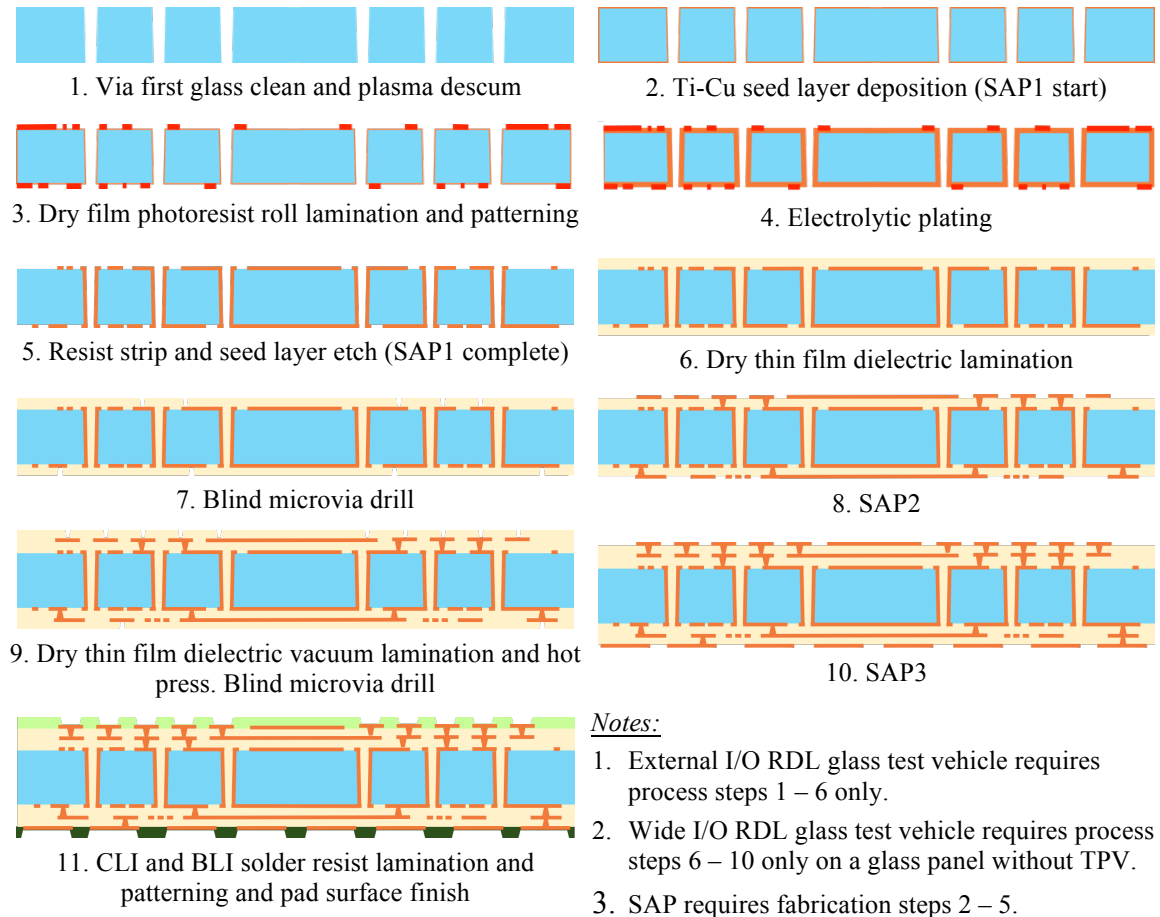 1. Via first glass clean and plasma descum
2. Ti-Cu seed layer deposition (SAP1 start)
3. Dry film photoresist roll lamination and patterning
4. Electrolytic plating
5. Resist strip and seed layer etch (SAP1 complete)
6. Dry thin film dielectric lamination
7. Blind microvia drill
8. SAP2
9. Dry thin film dielectric vacuum lamination and hot
press. Blind microvia drill
10. SAP3
11. CLI and BLI solder resist lamination and
patterning and pad surface finish
Notes:
1. External I/O RDL glass test vehicle requires
process steps 1 – 6 only.
2. Wide I/O RDL glass test vehicle requires process
steps 6 – 10 only on a glass panel without TPV.
3. SAP requires fabrication steps 2 – 5.